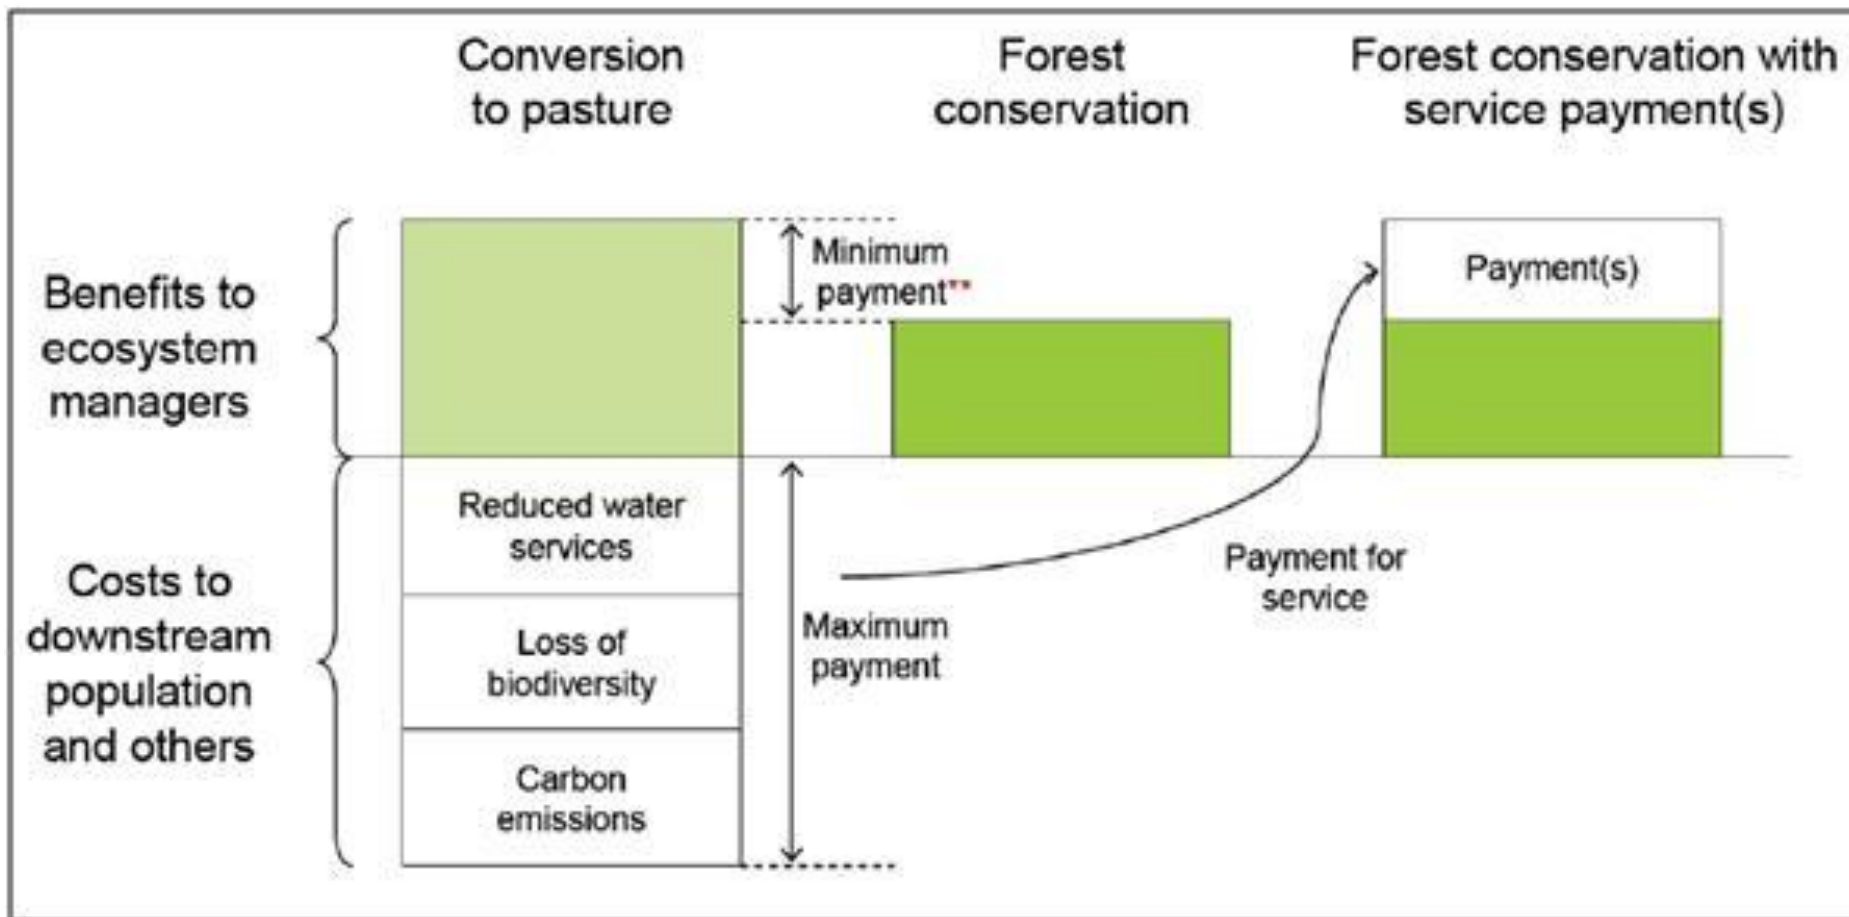 Conversion
to pasture
Forest
conservation
Forest conservation with
service payment(s)
Benefits to
ecosystem
managers
Minimum
payment**
Payment(s)
Reduced water
services
Loss of
biodiversity
Carbon
emissions
Costs to
downstream
population
and others
Maximum
payment
Payment for
service